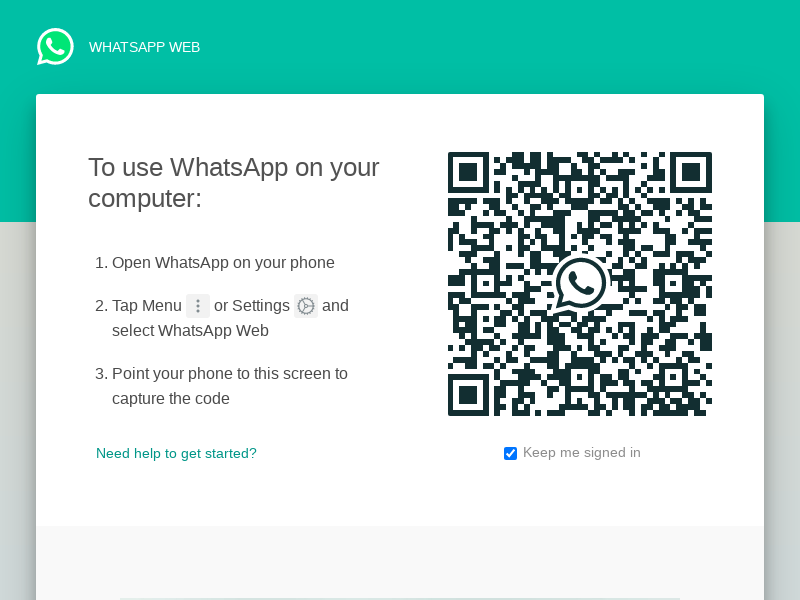 WHATSAPP WEB
To use WhatsApp on your
computer:
1. Open WhatsApp on your phone
2. Tap Menu or Settings and
select WhatsApp Web
3. Point your phone to this screen to
capture the code
Need help to get started?
Keep me signed in